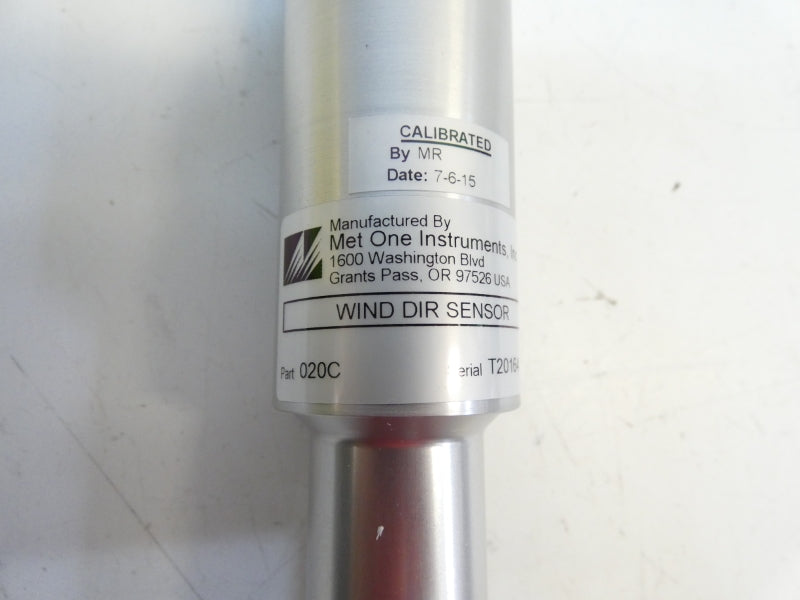 CALIBRATED
By MR
Date: 7-6-15
Manufactured By
Met One Instruments,
1600 Washington Blvd
Grants Pass, OR 97526 USA
WIND DIR SENSOR
Part 020C
T2016